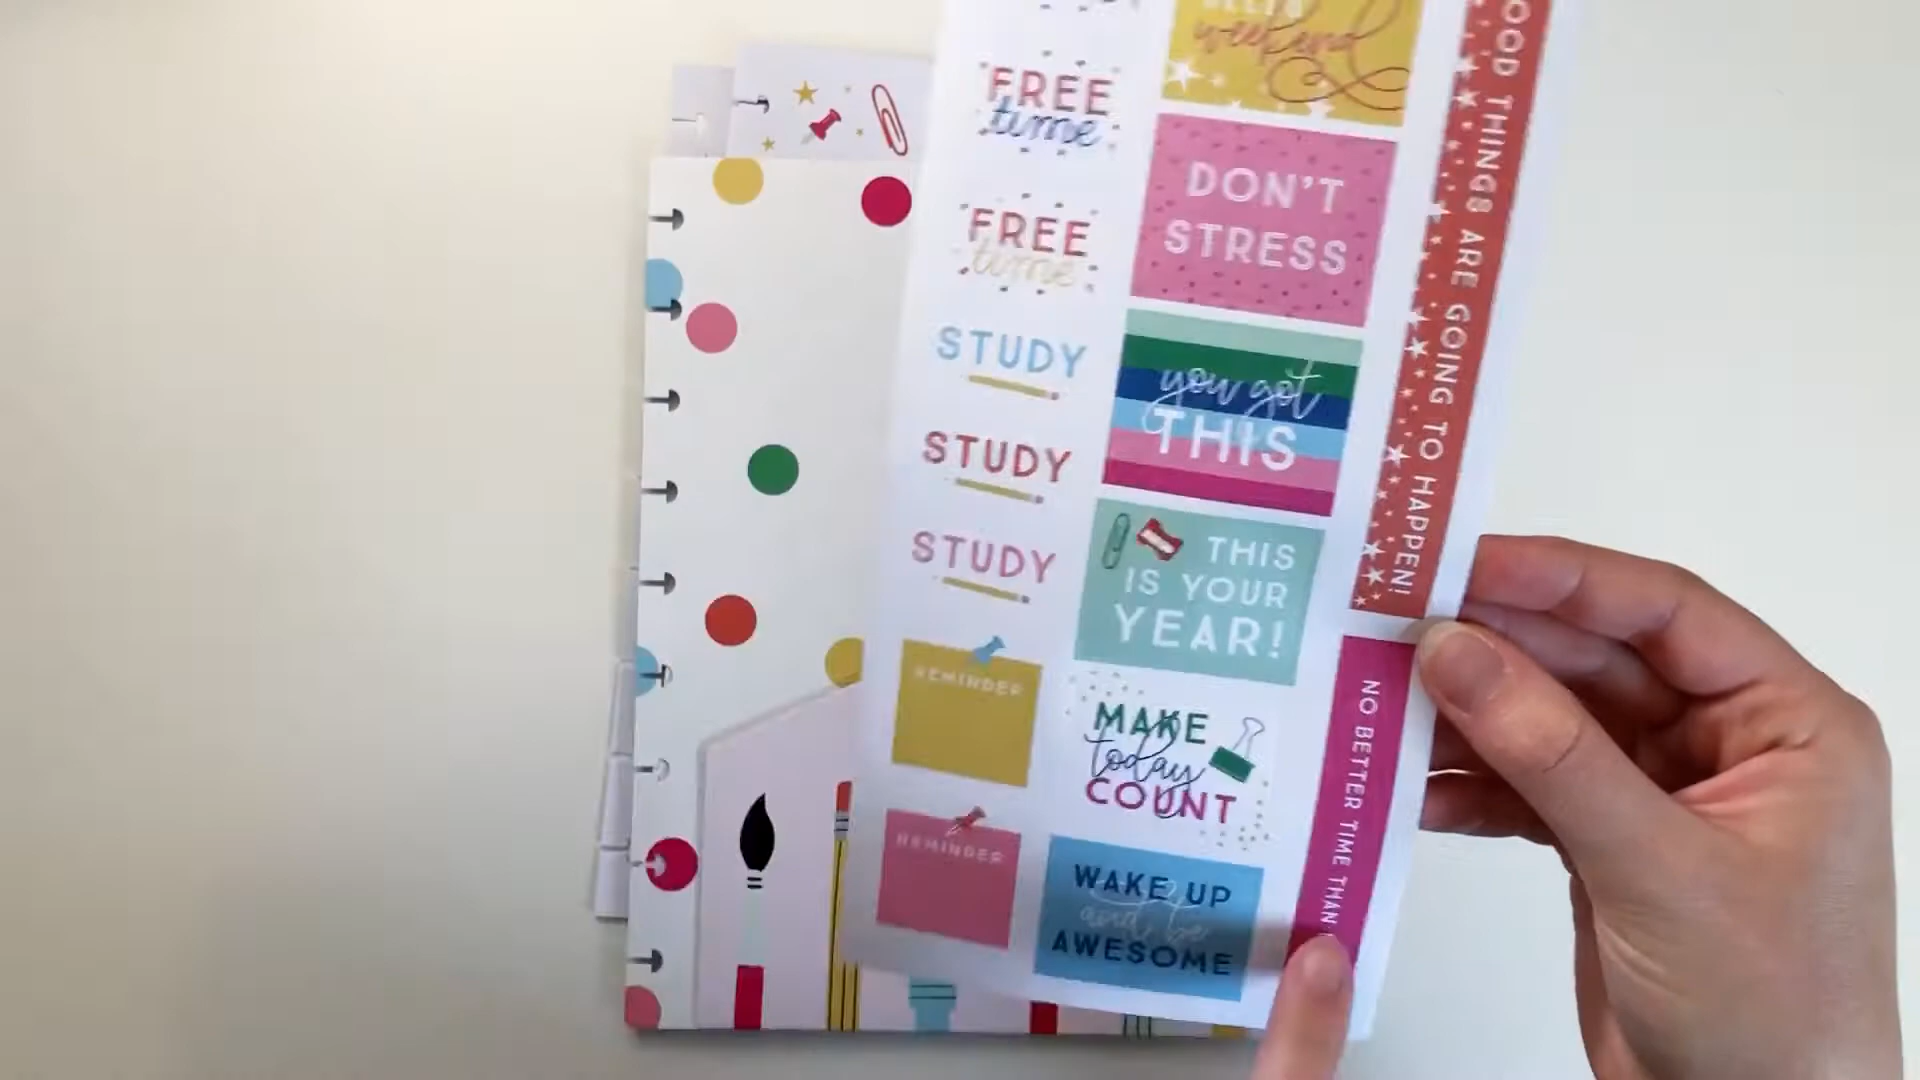 FREE
time
FREE
time
STUDY
STUDY
STUDY
REMINDER
REMINDER
HELLO
weekend
DON'T
STRESS
you got
THIS
THIS
IS YOUR
YEAR!
MAKE
today
COUNT
WAKE UP
and be
AWESOME
GOOD THINGS ARE GOING TO HAPPEN!
NO BETTER TIME THAN